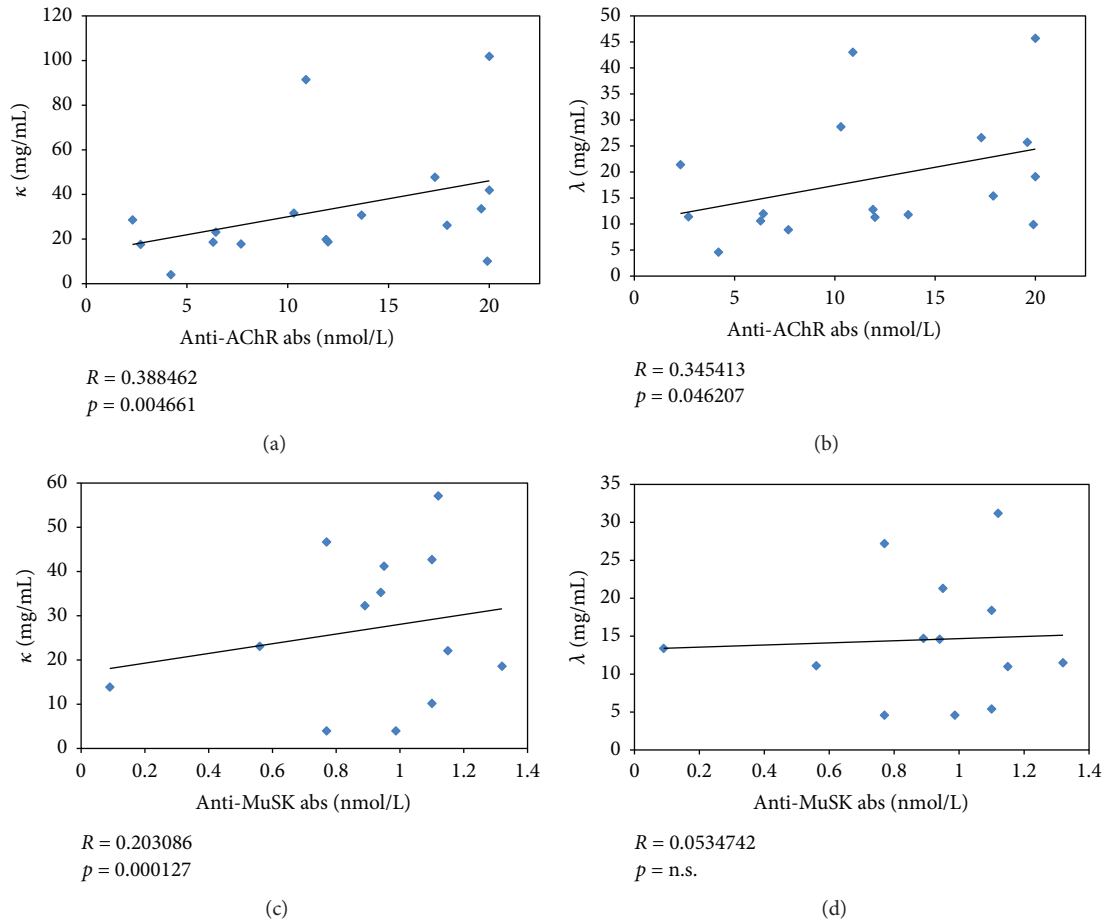 120
100
80
60
40
20
0
κ (mg/mL)
0 5 10 15 20
Anti-AChR abs (nmol/L)
R = 0.388462
p = 0.004661
(a)
50
45
40
35
30
25
20
15
10
5
0
λ (mg/mL)
0 5 10 15 20
Anti-AChR abs (nmol/L)
R = 0.345413
p = 0.046207
(b)
60
50
40
30
20
10
0
κ (mg/mL)
0 0.2 0.4 0.6 0.8 1 1.2 1.4
Anti-MuSK abs (nmol/L)
R = 0.203086
p = 0.000127
(c)
35
30
25
20
15
10
5
0
λ (mg/mL)
0 0.2 0.4 0.6 0.8 1 1.2 1.4
Anti-MuSK abs (nmol/L)
R = 0.0534742
p = n.s.
(d)